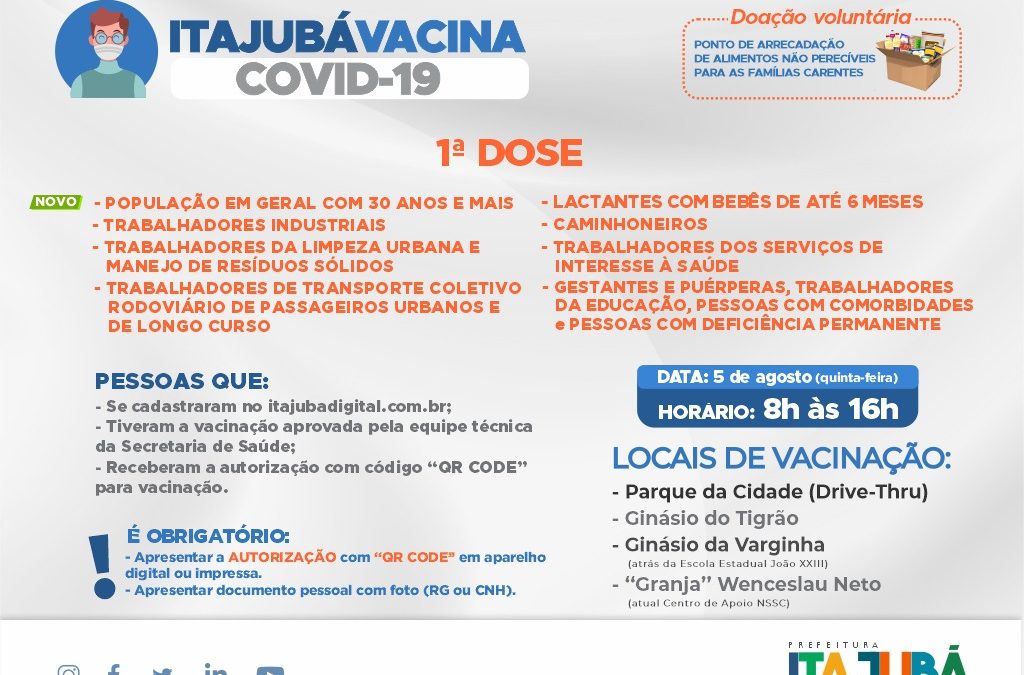 ITAJUBÁVACINA
COVID-19
Doação voluntária
PONTO DE ARRECADAÇÃO
DE ALIMENTOS NÃO PERECÍVEIS
PARA AS FAMÍLIAS CARENTES
1ª DOSE
NOVO
- POPULAÇÃO EM GERAL COM 30 ANOS E MAIS
- TRABALHADORES INDUSTRIAIS
- TRABALHADORES DA LIMPEZA URBANA E
MANEJO DE RESÍDUOS SÓLIDOS
- TRABALHADORES DE TRANSPORTE COLETIVO
RODOVIÁRIO DE PASSAGEIROS URBANOS E
DE LONGO CURSO
- LACTANTES COM BEBÊS DE ATÉ 6 MESES
- CAMINHONEIROS
- TRABALHADORES DOS SERVIÇOS DE
INTERESSE À SAÚDE
- GESTANTES E PUÉRPERAS, TRABALHADORES
DA EDUCAÇÃO, PESSOAS COM COMORBIDADES
e PESSOAS COM DEFICIÊNCIA PERMANENTE
PESSOAS QUE:
- Se cadastraram no itajubadigital.com.br;
- Tiveram a vacinação aprovada pela equipe técnica
da Secretaria de Saúde;
- Receberam a autorização com código “QR CODE”
para vacinação.
! É OBRIGATÓRIO:
- Apresentar a AUTORIZAÇÃO com “QR CODE” em aparelho
digital ou impressa.
- Apresentar documento pessoal com foto (RG ou CNH).
DATA: 5 de agosto (quinta-feira)
HORÁRIO: 8h às 16h
LOCAIS DE VACINAÇÃO:
- Parque da Cidade (Drive-Thru)
- Ginásio do Tigrão
- Ginásio da Varginha
(atrás da Escola Estadual João XXIII)
- “Granja” Wenceslau Neto
(atual Centro de Apoio NSSC)
PREFEITURA
ITAJUBÁ